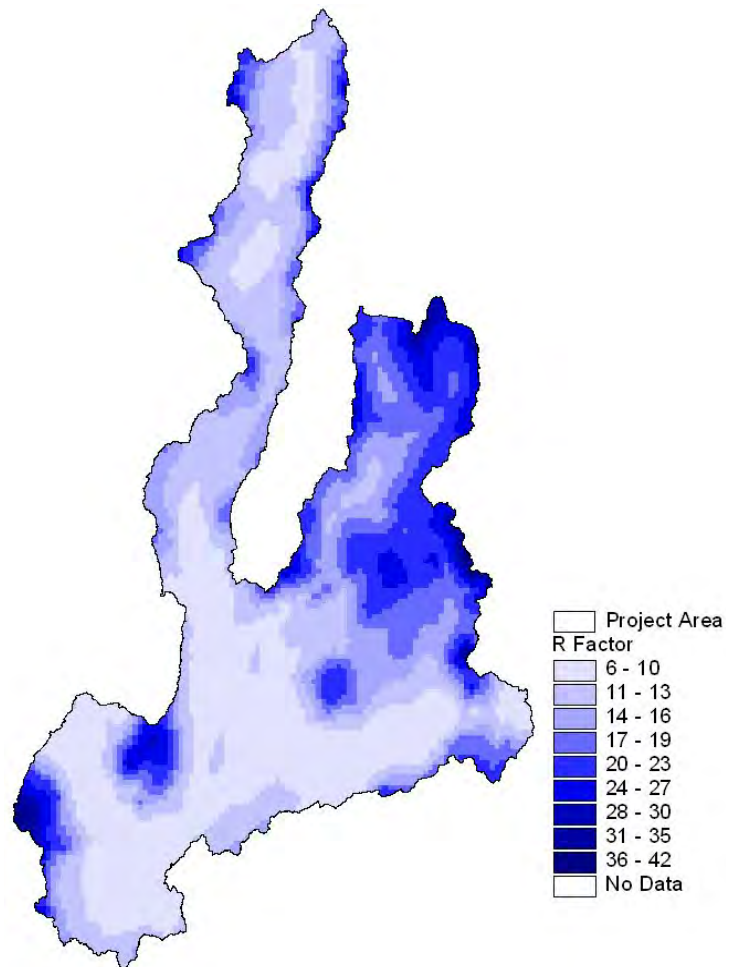 Project Area
R Factor
6 - 10
11 - 13
14 - 16
17 - 19
20 - 23
24 - 27
28 - 30
31 - 35
36 - 42
No Data